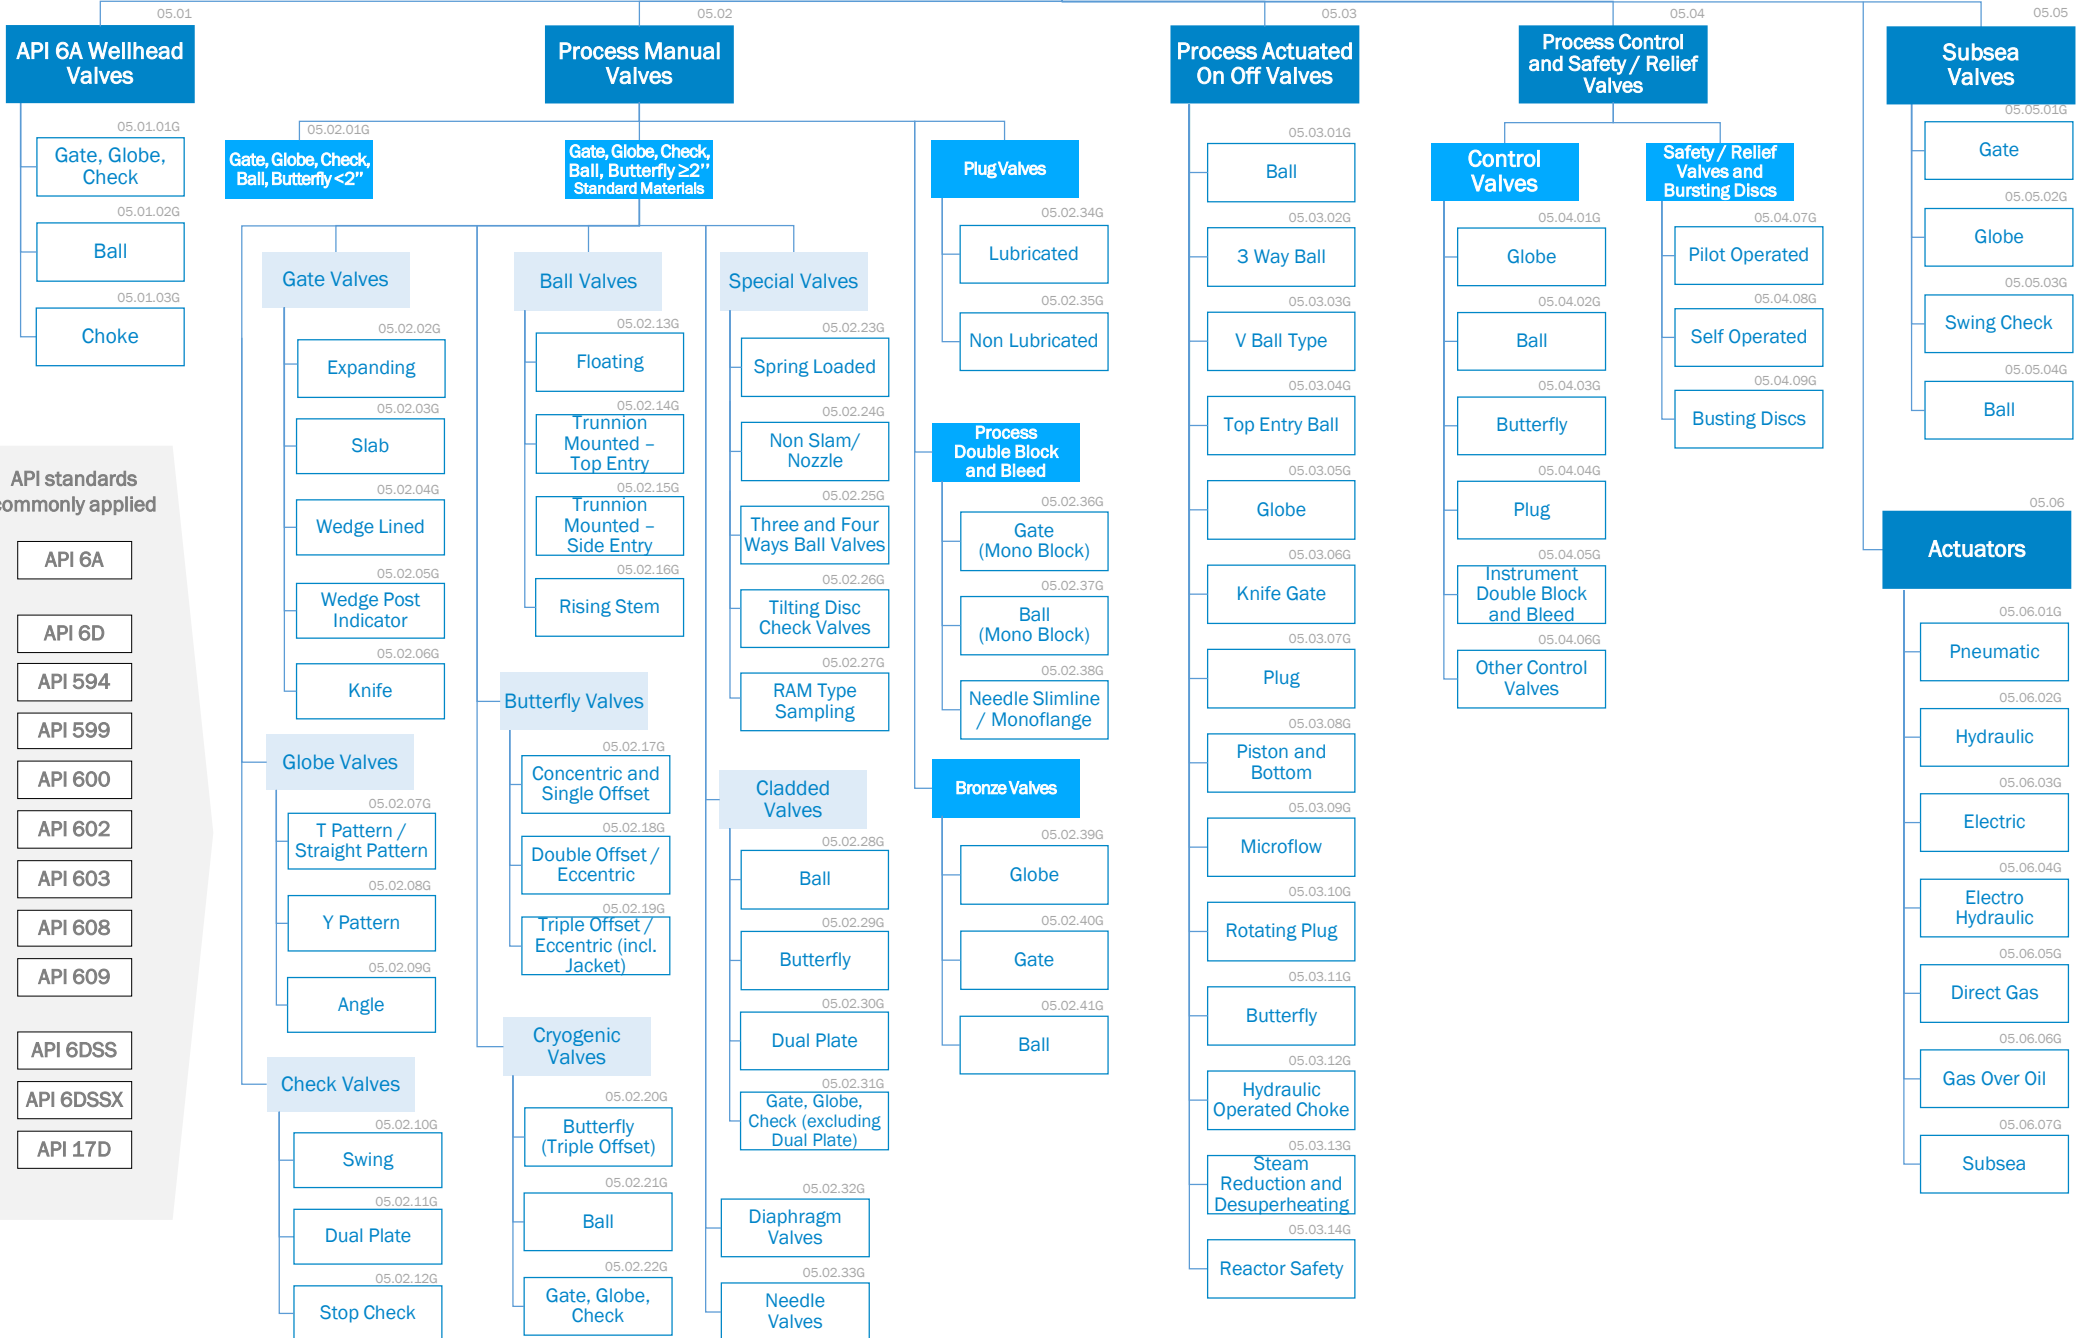 05.01
API 6A Wellhead
Valves
05.01.01G
Gate, Globe,
Check
05.01.02G
Ball
05.01.03G
Choke
API standards
commonly applied
API 6A
API 6D
API 594
API 599
API 600
API 602
API 603
API 608
API 609
API 6DSS
API 6DSSX
API 17D
05.02
Process Manual
Valves
05.02.01G
Gate, Globe, Check,
Ball, Butterfly <2’’
Gate, Globe, Check,
Ball, Butterfly ≥2’’
Standard Materials
Gate Valves
05.02.02G
Expanding
05.02.03G
Slab
05.02.04G
Wedge Lined
05.02.05G
Wedge Post
Indicator
05.02.06G
Knife
Globe Valves
05.02.07G
T Pattern /
Straight Pattern
05.02.08G
Y Pattern
05.02.09G
Angle
Check Valves
05.02.10G
Swing
05.02.11G
Dual Plate
05.02.12G
Stop Check
Ball Valves
05.02.13G
Floating
05.02.14G
Trunnion
Mounted –
Top Entry
05.02.15G
Trunnion
Mounted –
Side Entry
05.02.16G
Rising Stem
Butterfly Valves
05.02.17G
Concentric and
Single Offset
05.02.18G
Double Offset /
Eccentric
05.02.19G
Triple Offset /
Eccentric (incl.
Jacket)
Cryogenic
Valves
05.02.20G
Butterfly
(Triple Offset)
05.02.21G
Ball
05.02.22G
Gate, Globe,
Check
Special Valves
05.02.23G
Spring Loaded
05.02.24G
Non Slam/
Nozzle
05.02.25G
Three and Four
Ways Ball Valves
05.02.26G
Tilting Disc
Check Valves
05.02.27G
RAM Type
Sampling
Cladded
Valves
05.02.28G
Ball
05.02.29G
Butterfly
05.02.30G
Dual Plate
05.02.31G
Gate, Globe,
Check (excluding
Dual Plate)
05.02.32G
Diaphragm
Valves
05.02.33G
Needle
Valves
Plug Valves
05.02.34G
Lubricated
05.02.35G
Non Lubricated
Process
Double Block
and Bleed
05.02.36G
Gate
(Mono Block)
05.02.37G
Ball
(Mono Block)
05.02.38G
Needle Slimline
/ Monoflange
Bronze Valves
05.02.39G
Globe
05.02.40G
Gate
05.02.41G
Ball
05.03
Process Actuated
On Off Valves
05.03.01G
Ball
05.03.02G
3 Way Ball
05.03.03G
V Ball Type
05.03.04G
Top Entry Ball
05.03.05G
Globe
05.03.06G
Knife Gate
05.03.07G
Plug
05.03.08G
Piston and
Bottom
05.03.09G
Microflow
05.03.10G
Rotating Plug
05.03.11G
Butterfly
05.03.12G
Hydraulic
Operated Choke
05.03.13G
Steam
Reduction and
Desuperheating
05.03.14G
Reactor Safety
05.04
Process Control
and Safety / Relief
Valves
Control
Valves
05.04.01G
Globe
05.04.02G
Ball
05.04.03G
Butterfly
05.04.04G
Plug
05.04.05G
Instrument
Double Block
and Bleed
05.04.06G
Other Control
Valves
Safety / Relief
Valves and
Bursting Discs
05.04.07G
Pilot Operated
05.04.08G
Self Operated
05.04.09G
Busting Discs
05.05
Subsea
Valves
05.05.01G
Gate
05.05.02G
Globe
05.05.03G
Swing Check
05.05.04G
Ball
05.06
Actuators
05.06.01G
Pneumatic
05.06.02G
Hydraulic
05.06.03G
Electric
05.06.04G
Electro
Hydraulic
05.06.05G
Direct Gas
05.06.06G
Gas Over Oil
05.06.07G
Subsea